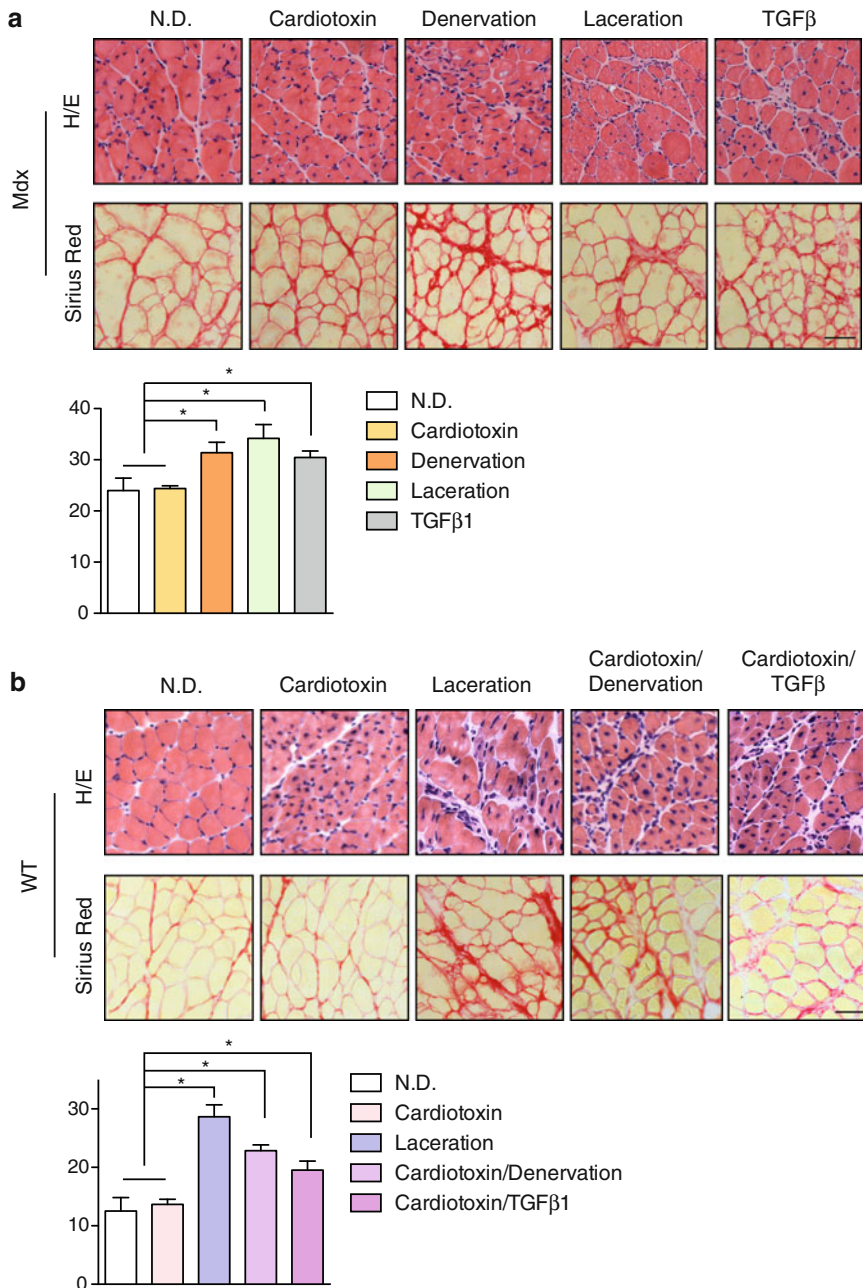 a
N.D. Cardiotoxin Denervation Laceration TGFβ
Mdx
H/E
Sirius Red
* 
*
*
40
30
20
10
0
N.D.
Cardiotoxin
Denervation
Laceration
TGFβ1
b
N.D. Cardiotoxin Laceration Cardiotoxin/ Cardiotoxin/
Denervation TGFβ
WT
H/E
Sirius Red
*
*
*
30
20
10
0
N.D.
Cardiotoxin
Laceration
Cardiotoxin/Denervation
Cardiotoxin/TGFβ1